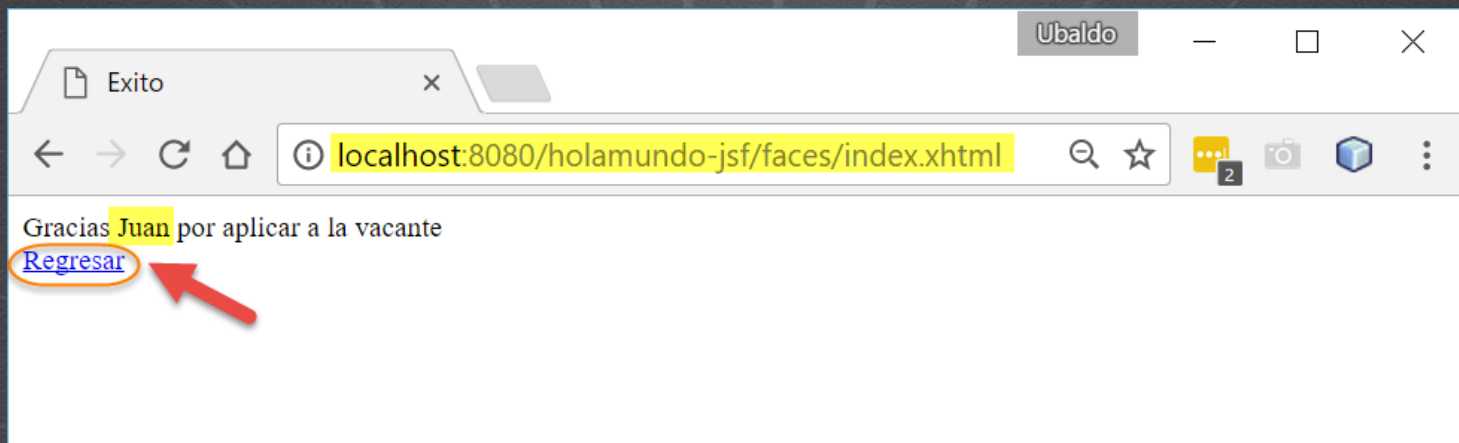 Ubaldo
Exito
localhost:8080/holamundo-jsf/faces/index.xhtml
2
Gracias Juan por aplicar a la vacante
Regresar